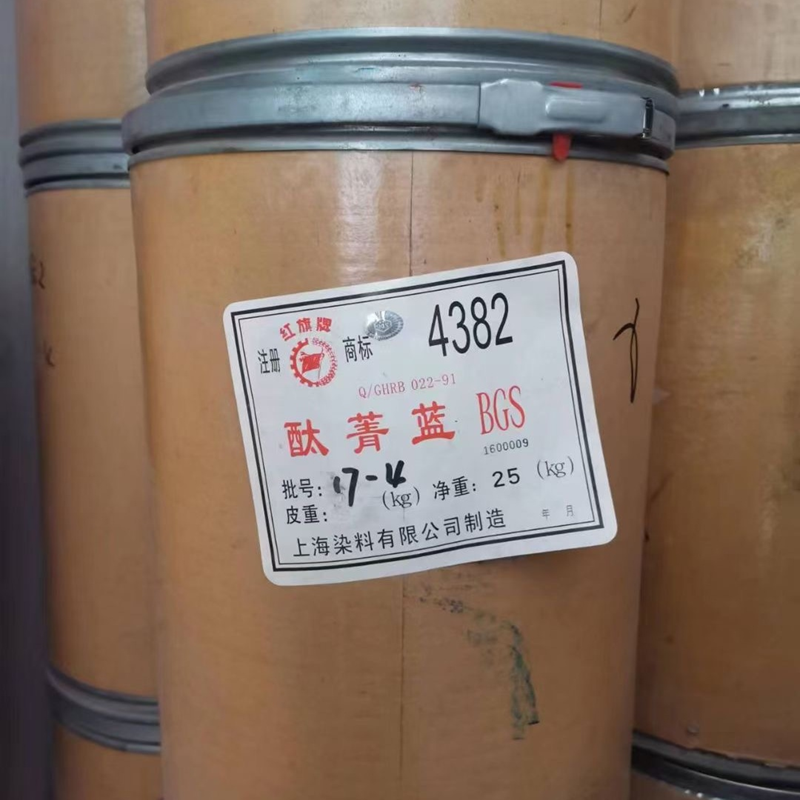 红旗牌
注册 商标 4382
Q/GHRB 022-91
酞菁蓝 BGS
1600009
批号: 17-4 净重: 25 (kg)
皮重: (kg)
上海染料有限公司制造 年 月